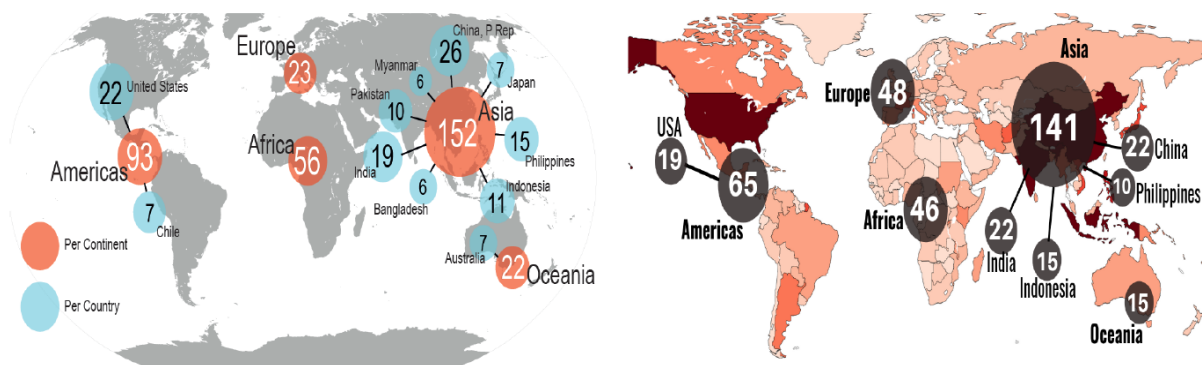 China, P Rep
26
Europe
23
Myanmar
6
7
Japan
22
United States
Pakistan
10
Asia
152
15
Philippines
Africa
56
19
India
93
Americas
6
Bangladesh
Indonesia
11
7
Chile
7
Australia
22
Oceania
Per Continent
Per Country
Asia
Europe
48
141
USA
19
22
China
65
Americas
10
Philippines
Africa
46
22
India
15
Indonesia
15
Oceania